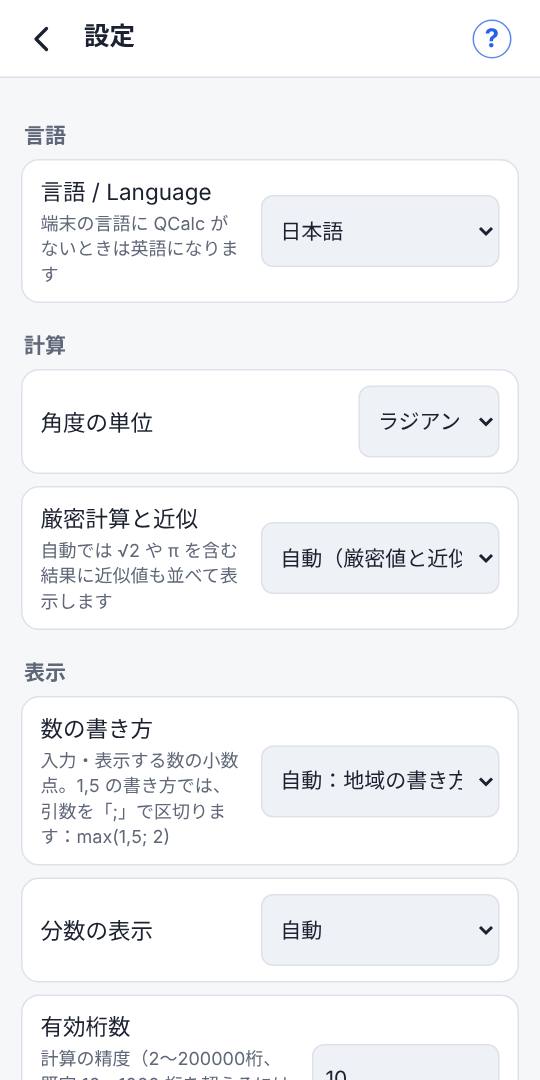 設定
?
言語
言語 / Language
端末の言語に QCalc が
ないときは英語になりま
す
日本語
計算
角度の単位
ラジアン
厳密計算と近似
自動では √2 や π を含む
結果に近似値も並べて表
示します
自動（厳密値と近似
表示
数の書き方
入力・表示する数の小数
点。1,5 の書き方では、
引数を「;」で区切りま
す：max(1,5; 2)
自動：地域の書き方
分数の表示
自動
有効桁数
計算の精度（2〜200000桁、
10